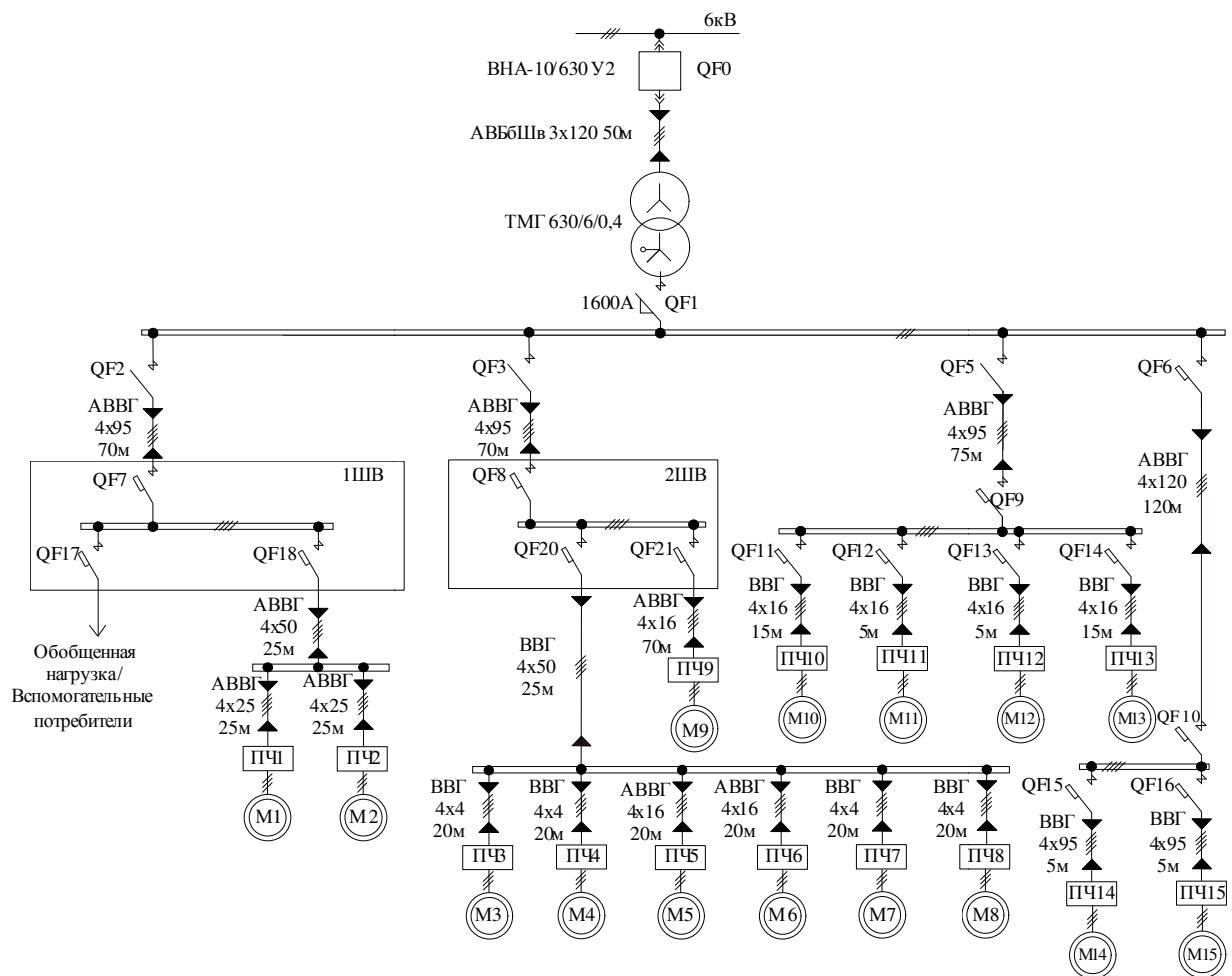 6кВ
ВНА-10/630 У2
QF0
АВБбШв 3х120 50м
ТМГ 630/6/0,4
1600А
QF1
QF2
QF3
QF5
QF6
АВВГ
4х95
70м
АВВГ
4х95
70м
АВВГ
4х95
75м
АВВГ
4х120
120м
QF7
1ШВ
QF8
2ШВ
QF9
QF17
QF18
QF20
QF21
QF11
QF12
QF13
QF14
АВВГ
4х50
25м
ВВГ
4х50
25м
АВВГ
4х16
70м
ВВГ
4х16
15м
ВВГ
4х16
5м
ВВГ
4х16
5м
ВВГ
4х16
15м
Обобщенная
нагрузка/
Вспомогательные
потребители
ПЧ9
ПЧ10
ПЧ11
ПЧ12
ПЧ13
М9
М10
М11
М12
М13
QF10
АВВГ
4х25
25м
АВВГ
4х25
25м
ПЧ1
ПЧ2
М1
М2
ВВГ
4х4
20м
ВВГ
4х4
20м
АВВГ
4х16
20м
АВВГ
4х16
20м
ВВГ
4х4
20м
ВВГ
4х4
20м
ПЧ3
ПЧ4
ПЧ5
ПЧ6
ПЧ7
ПЧ8
М3
М4
М5
М6
М7
М8
QF15
QF16
ВВГ
4х95
5м
ВВГ
4х95
5м
ПЧ14
ПЧ15
М14
М15